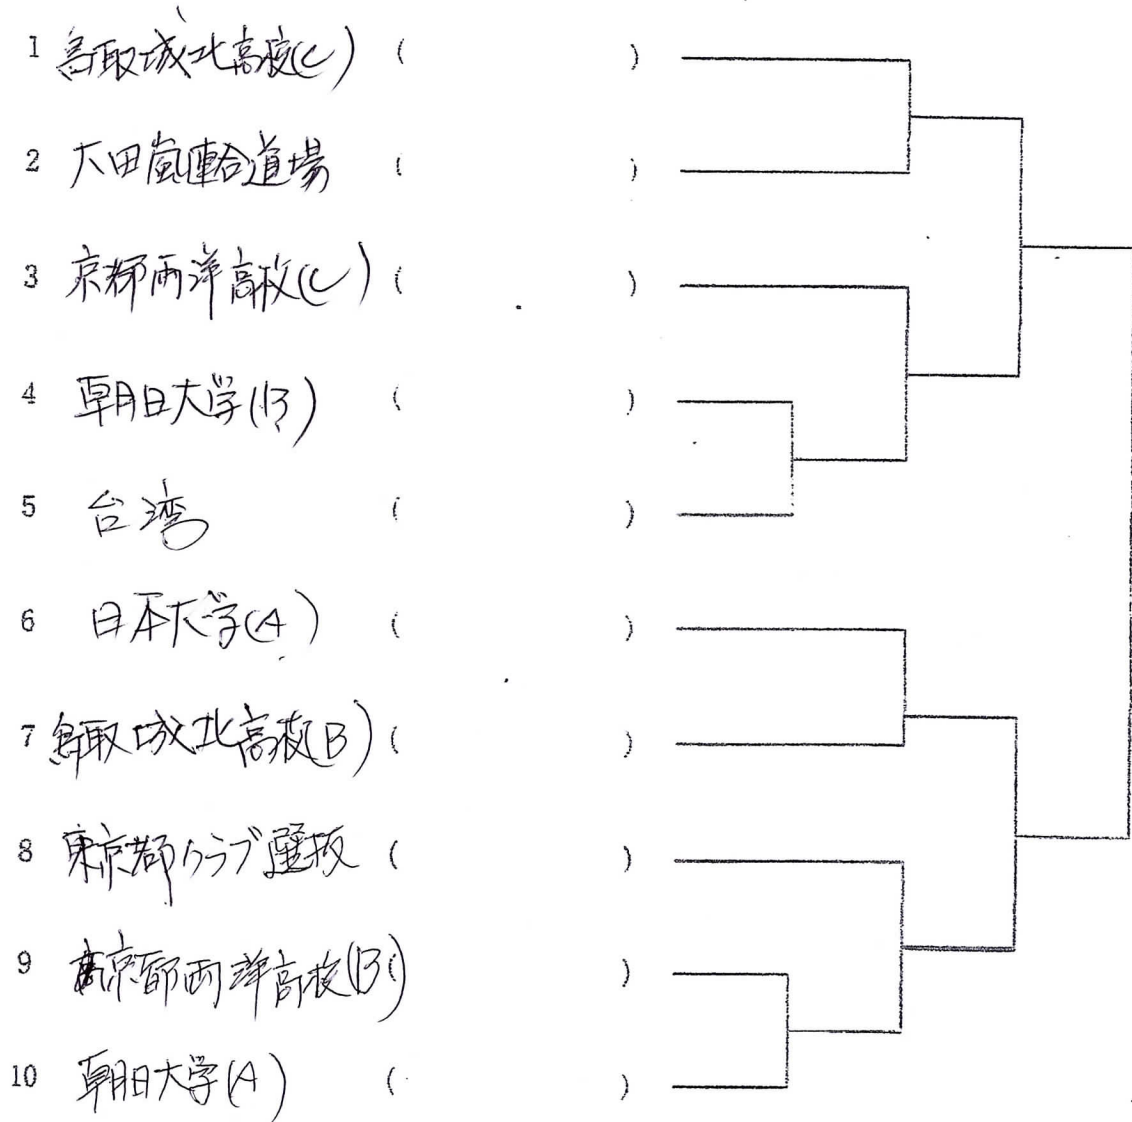 1 鳥取城北高校(C) ( )
2 大田嵐連合道場 ( )
3 京都両洋高校(C) ( )
4 朝日大学(B) ( )
5 台湾 ( )
6 日本大学(A) ( )
7 鳥取城北高校(B) ( )
8 東京都クラブ選抜 ( )
9 京都両洋高校(B) ( )
10 朝日大学(A) ( )